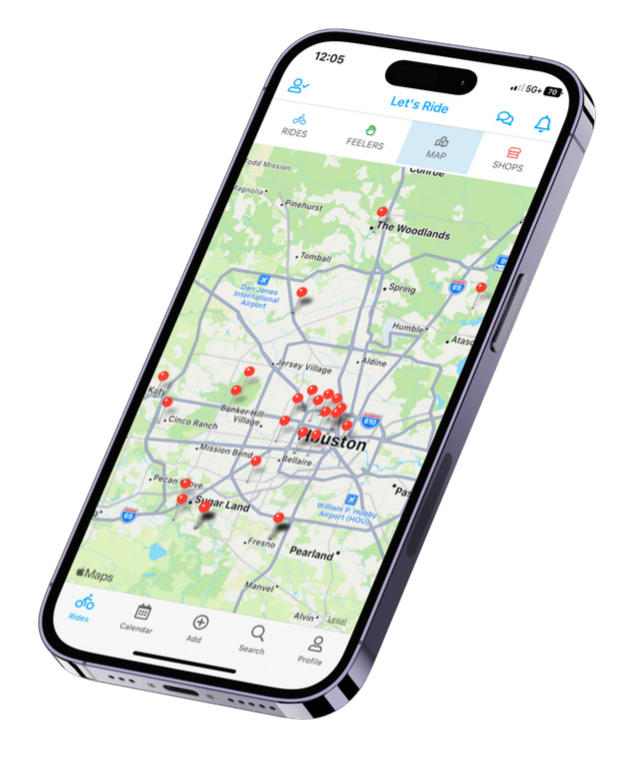 12:05
5G+ 70
Let's Ride
RIDES
FEELERS
MAP
SHOPS
Conroe
odd Mission
Magnolia
Pinehurst
The Woodlands
Tomball
69
Dan Jones
International
Airport
Spring
Humble
Atasc
Jersey Village
Aldine
Katy
Bunker Hill
Village
610
Cinco Ranch
Houston
Mission Bend
Bellaire
Pecan Grove
Pas
Sugar Land
William P. Hobby
Airport (HOU)
69
Fresno
Pearland
Maps
Manvel
Alvin
Legal
Rides
Calendar
Add
Search
Profile